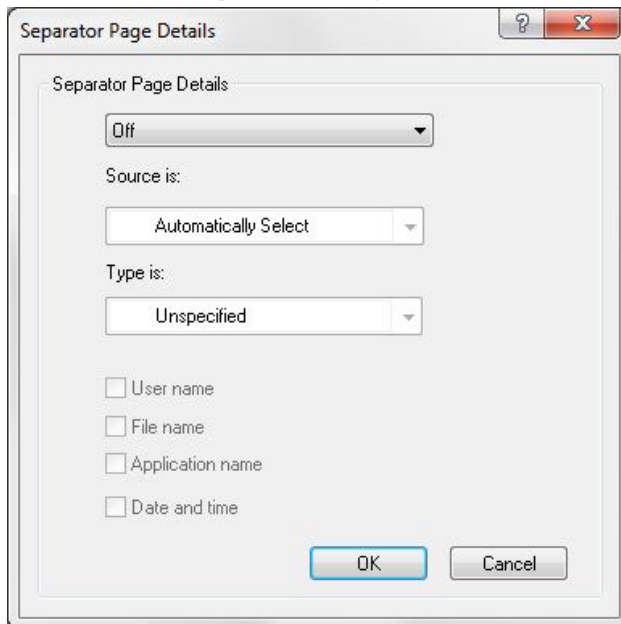 Separator Page Details
Separator Page Details
Off
Source is:
Automatically Select
Type is:
Unspecified
User name
File name
Application name
Date and time
OK Cancel